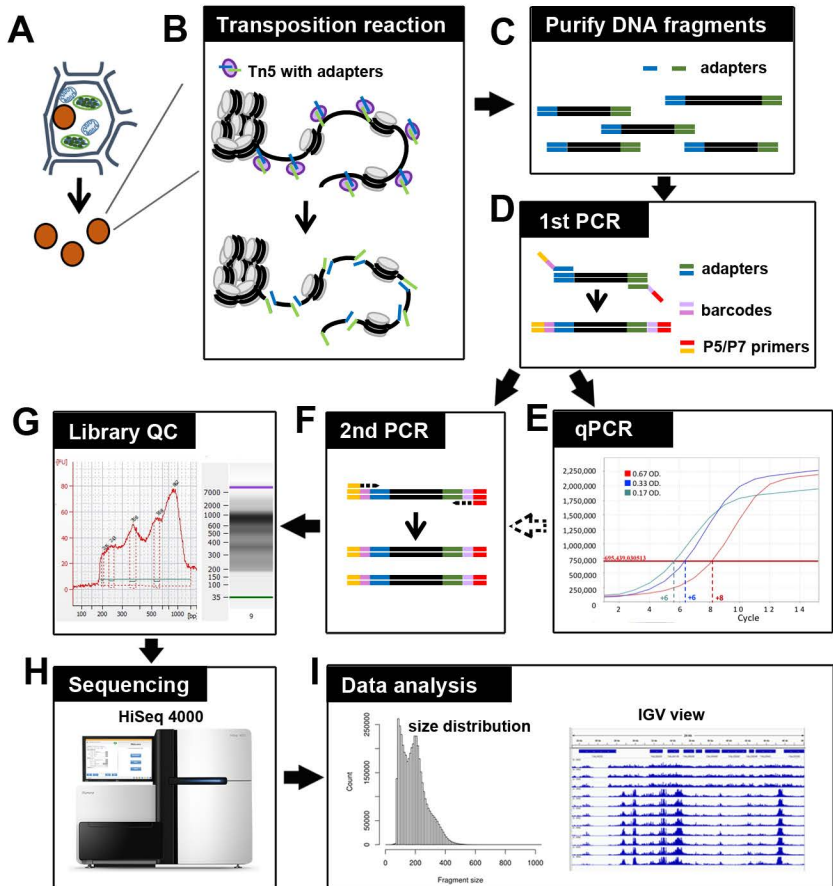 A
B
Transposition reaction
Tn5 with adapters
C
Purify DNA fragments
adapters
D
1st PCR
adapters
barcodes
P5/P7 primers
E
qPCR
2,250,000
2,000,000
1,750,000
1,500,000
1,250,000
1,000,000
750,000
500,000
250,000
0
0.67 OD.
0.33 OD.
0.17 OD.
+6
+6
+8
2 4 6 8 10 12 14
Cycle
F
2nd PCR
G
Library QC
[FU]
80
60
40
20
0
100 200 300 400 500 700
[bp]
7000
2000
1000
600
500
400
300
200
150
100
35
9
H
Sequencing
HiSeq 4000
I
Data analysis
size distribution
Count
0 50000 150000 250000
0 200 400 600 800 1000
Fragment size
IGV view